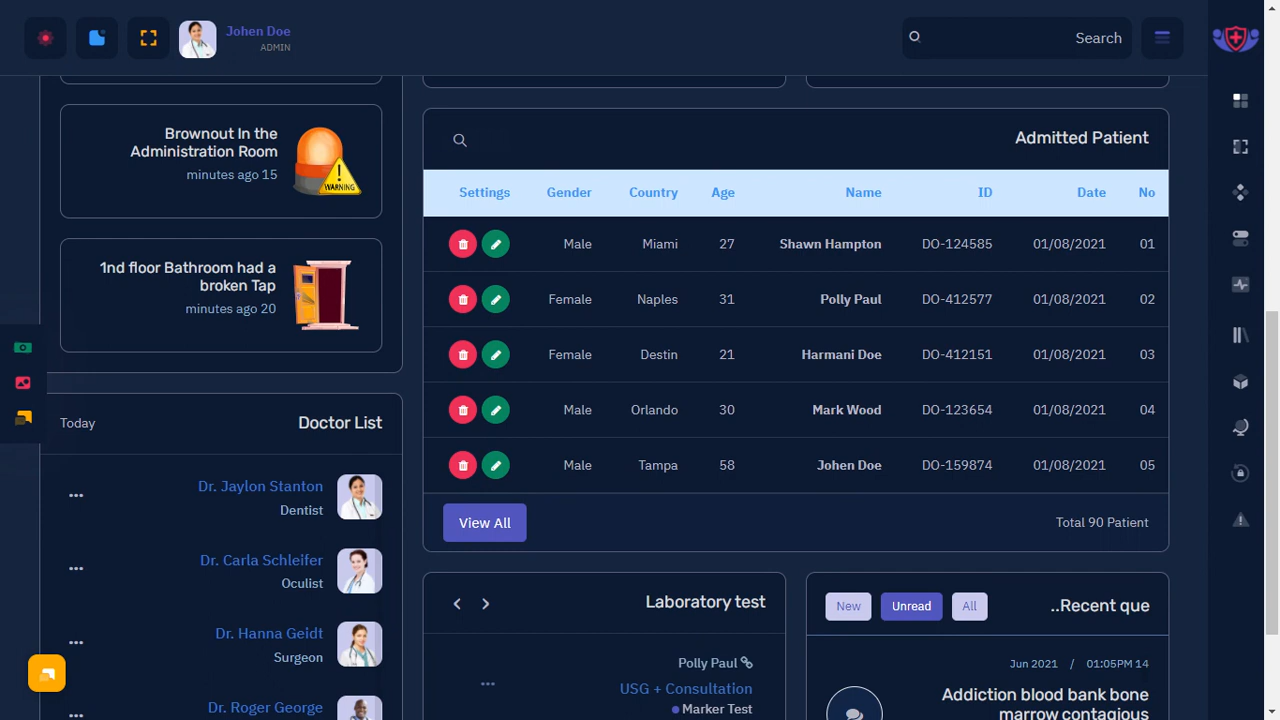 Johen Doe
ADMIN
Search
Brownout In the
Administration Room
minutes ago 15
WARNING
1nd floor Bathroom had a
broken Tap
minutes ago 20
Doctor List
Today
Dr. Jaylon Stanton
Dentist
Dr. Carla Schleifer
Oculist
Dr. Hanna Geidt
Surgeon
Dr. Roger George
Admitted Patient
Settings Gender Country Age Name ID Date No
Male Miami 27 Shawn Hampton DO-124585 01/08/2021 01
Female Naples 31 Polly Paul DO-412577 01/08/2021 02
Female Destin 21 Harmani Doe DO-412151 01/08/2021 03
Male Orlando 30 Mark Wood DO-123654 01/08/2021 04
Male Tampa 58 Johen Doe DO-159874 01/08/2021 05
View All
Total 90 Patient
Laboratory test
Polly Paul
USG + Consultation
Marker Test
New Unread All
..Recent que
Jun 2021 / 01:05PM 14
Addiction blood bank bone
marrow contagious